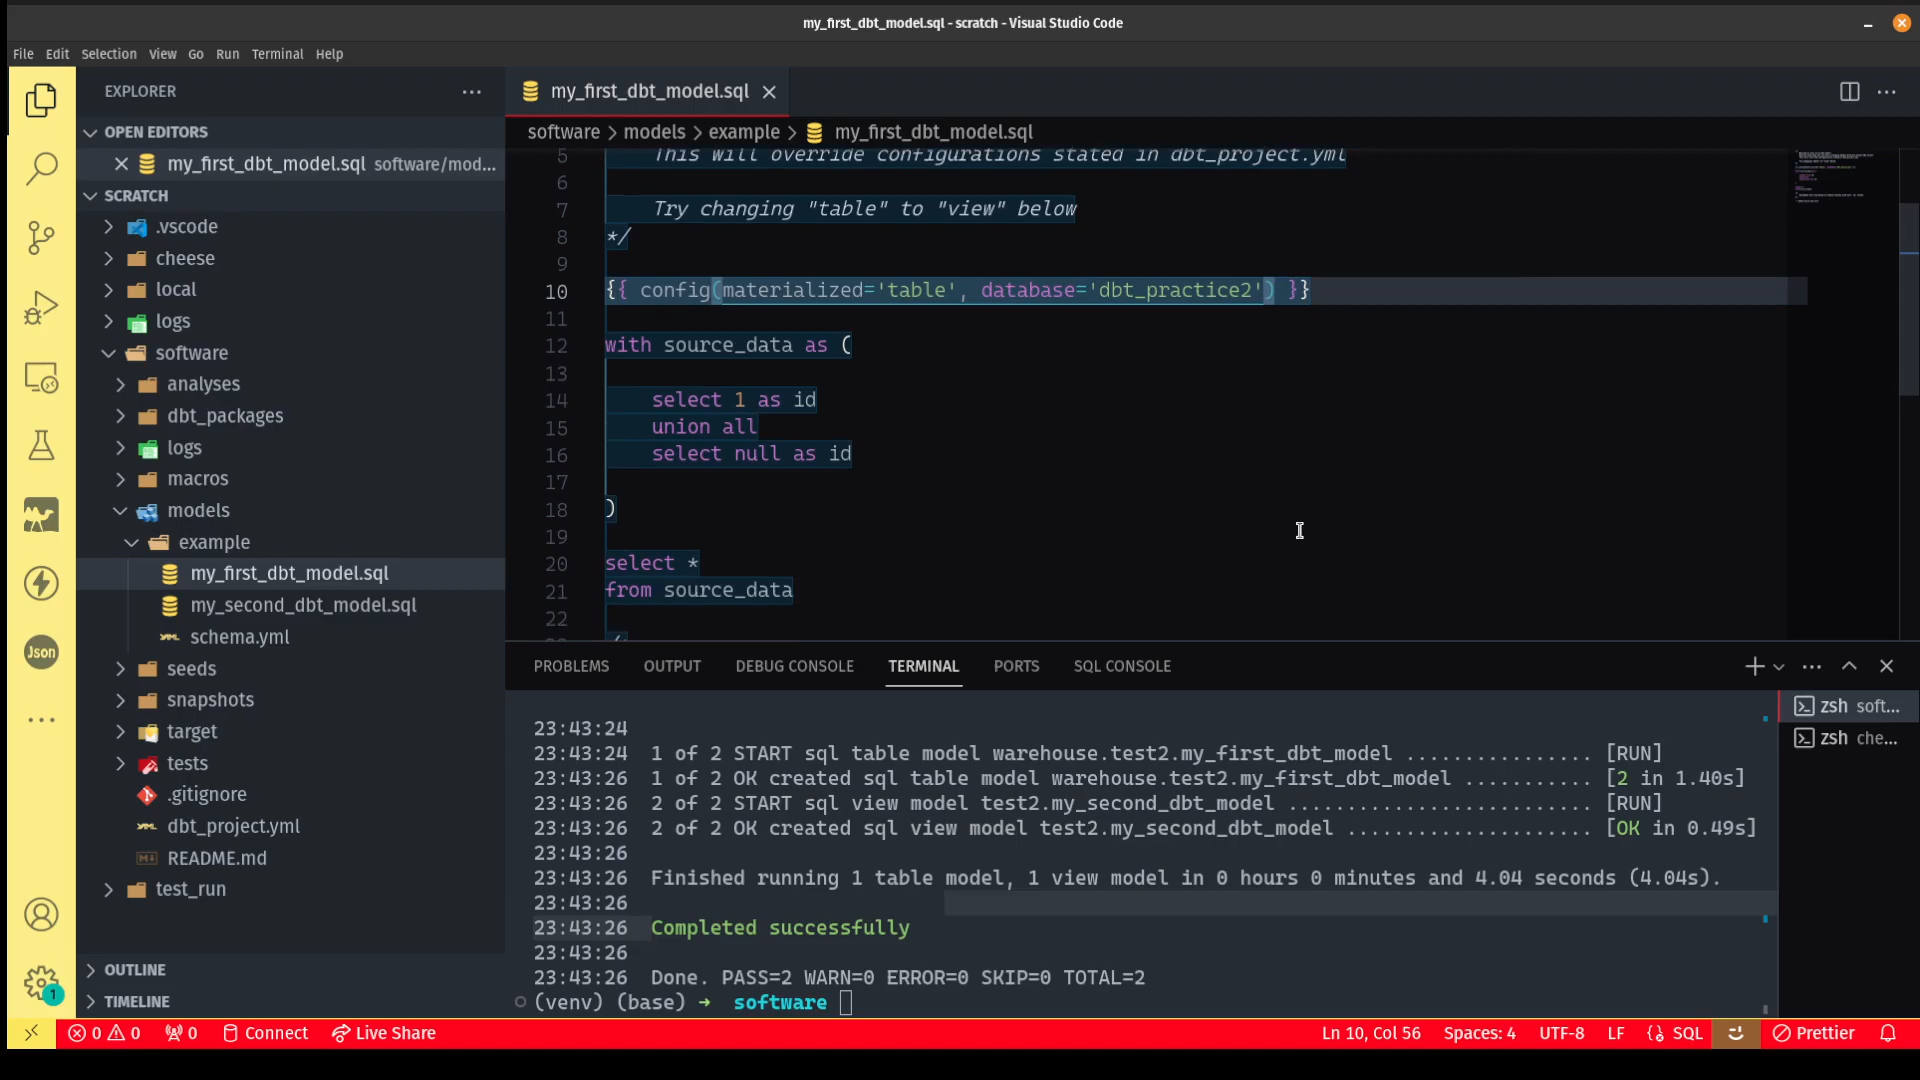 my_first_dbt_model.sql - scratch - Visual Studio Code
File Edit Selection View Go Run Terminal Help
EXPLORER
OPEN EDITORS
my_first_dbt_model.sql software/mod...
SCRATCH
.vscode
cheese
local
logs
software
analyses
dbt_packages
logs
macros
models
example
my_first_dbt_model.sql
my_second_dbt_model.sql
schema.yml
seeds
snapshots
target
tests
.gitignore
dbt_project.yml
README.md
test_run
OUTLINE
TIMELINE
Json
1
my_first_dbt_model.sql
software > models > example > my_first_dbt_model.sql
5 This will override configurations stated in dbt_project.yml
6
7 Try changing "table" to "view" below
8 */
9
10 {{ config(materialized='table', database='dbt_practice2') }}
11
12 with source_data as (
13
14 select 1 as id
15 union all
16 select null as id
17
18 )
19
20 select *
21 from source_data
22
PROBLEMS OUTPUT DEBUG CONSOLE TERMINAL PORTS SQL CONSOLE
23:43:24
23:43:24 1 of 2 START sql table model warehouse.test2.my_first_dbt_model ................ [RUN]
23:43:26 1 of 2 OK created sql table model warehouse.test2.my_first_dbt_model ........... [2 in 1.40s]
23:43:26 2 of 2 START sql view model test2.my_second_dbt_model .......................... [RUN]
23:43:26 2 of 2 OK created sql view model test2.my_second_dbt_model ..................... [OK in 0.49s]
23:43:26
23:43:26 Finished running 1 table model, 1 view model in 0 hours 0 minutes and 4.04 seconds (4.04s).
23:43:26
23:43:26 Completed successfully
23:43:26
23:43:26 Done. PASS=2 WARN=0 ERROR=0 SKIP=0 TOTAL=2
(venv) (base) → software
zsh soft...
zsh che...
0 0 0 Connect Live Share Ln 10, Col 56 Spaces: 4 UTF-8 LF SQL Prettier